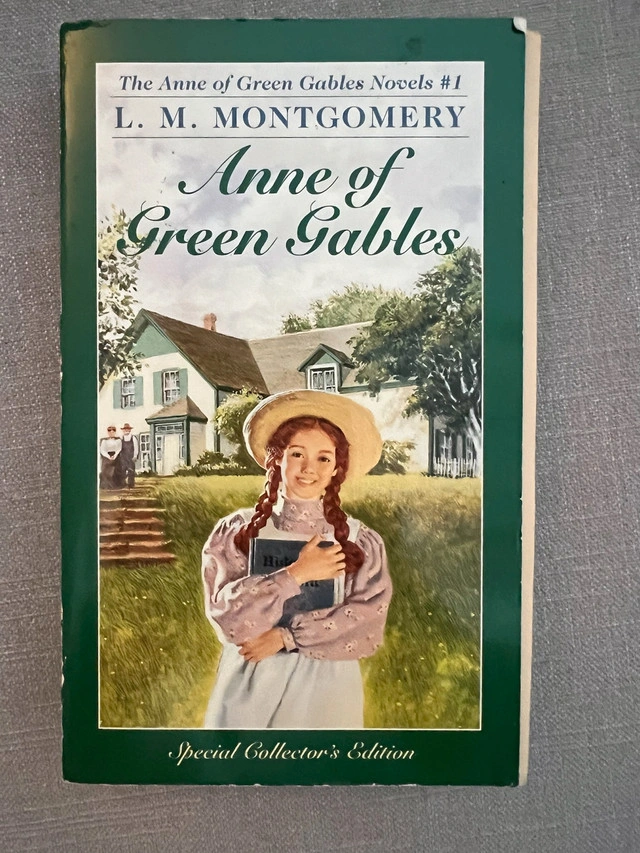 The Anne of Green Gables Novels #1
L. M. MONTGOMERY
Anne of
Green Gables
Special Collector's Edition